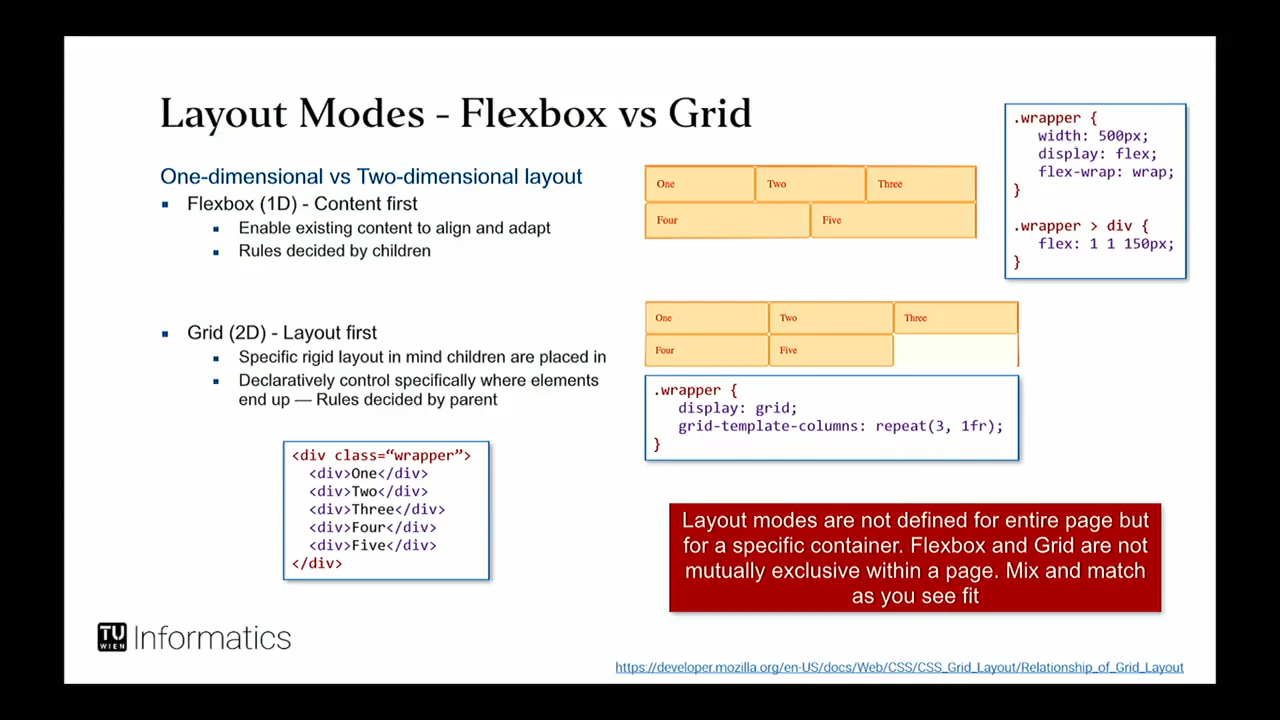 Layout Modes - Flexbox vs Grid
One-dimensional vs Two-dimensional layout
Flexbox (1D) - Content first
Enable existing content to align and adapt
Rules decided by children
Grid (2D) - Layout first
Specific rigid layout in mind children are placed in
Declaratively control specifically where elements
end up — Rules decided by parent
<div class=“wrapper”>
<div>One</div>
<div>Two</div>
<div>Three</div>
<div>Four</div>
<div>Five</div>
</div>
One Two Three
Four Five
.wrapper {
width: 500px;
display: flex;
flex-wrap: wrap;
}
.wrapper > div {
flex: 1 1 150px;
}
One Two Three
Four Five
.wrapper {
display: grid;
grid-template-columns: repeat(3, 1fr);
}
Layout modes are not defined for entire page but
for a specific container. Flexbox and Grid are not
mutually exclusive within a page. Mix and match
as you see fit
TU WIEN Informatics
https://developer.mozilla.org/en-US/docs/Web/CSS/CSS_Grid_Layout/Relationship_of_Grid_Layout